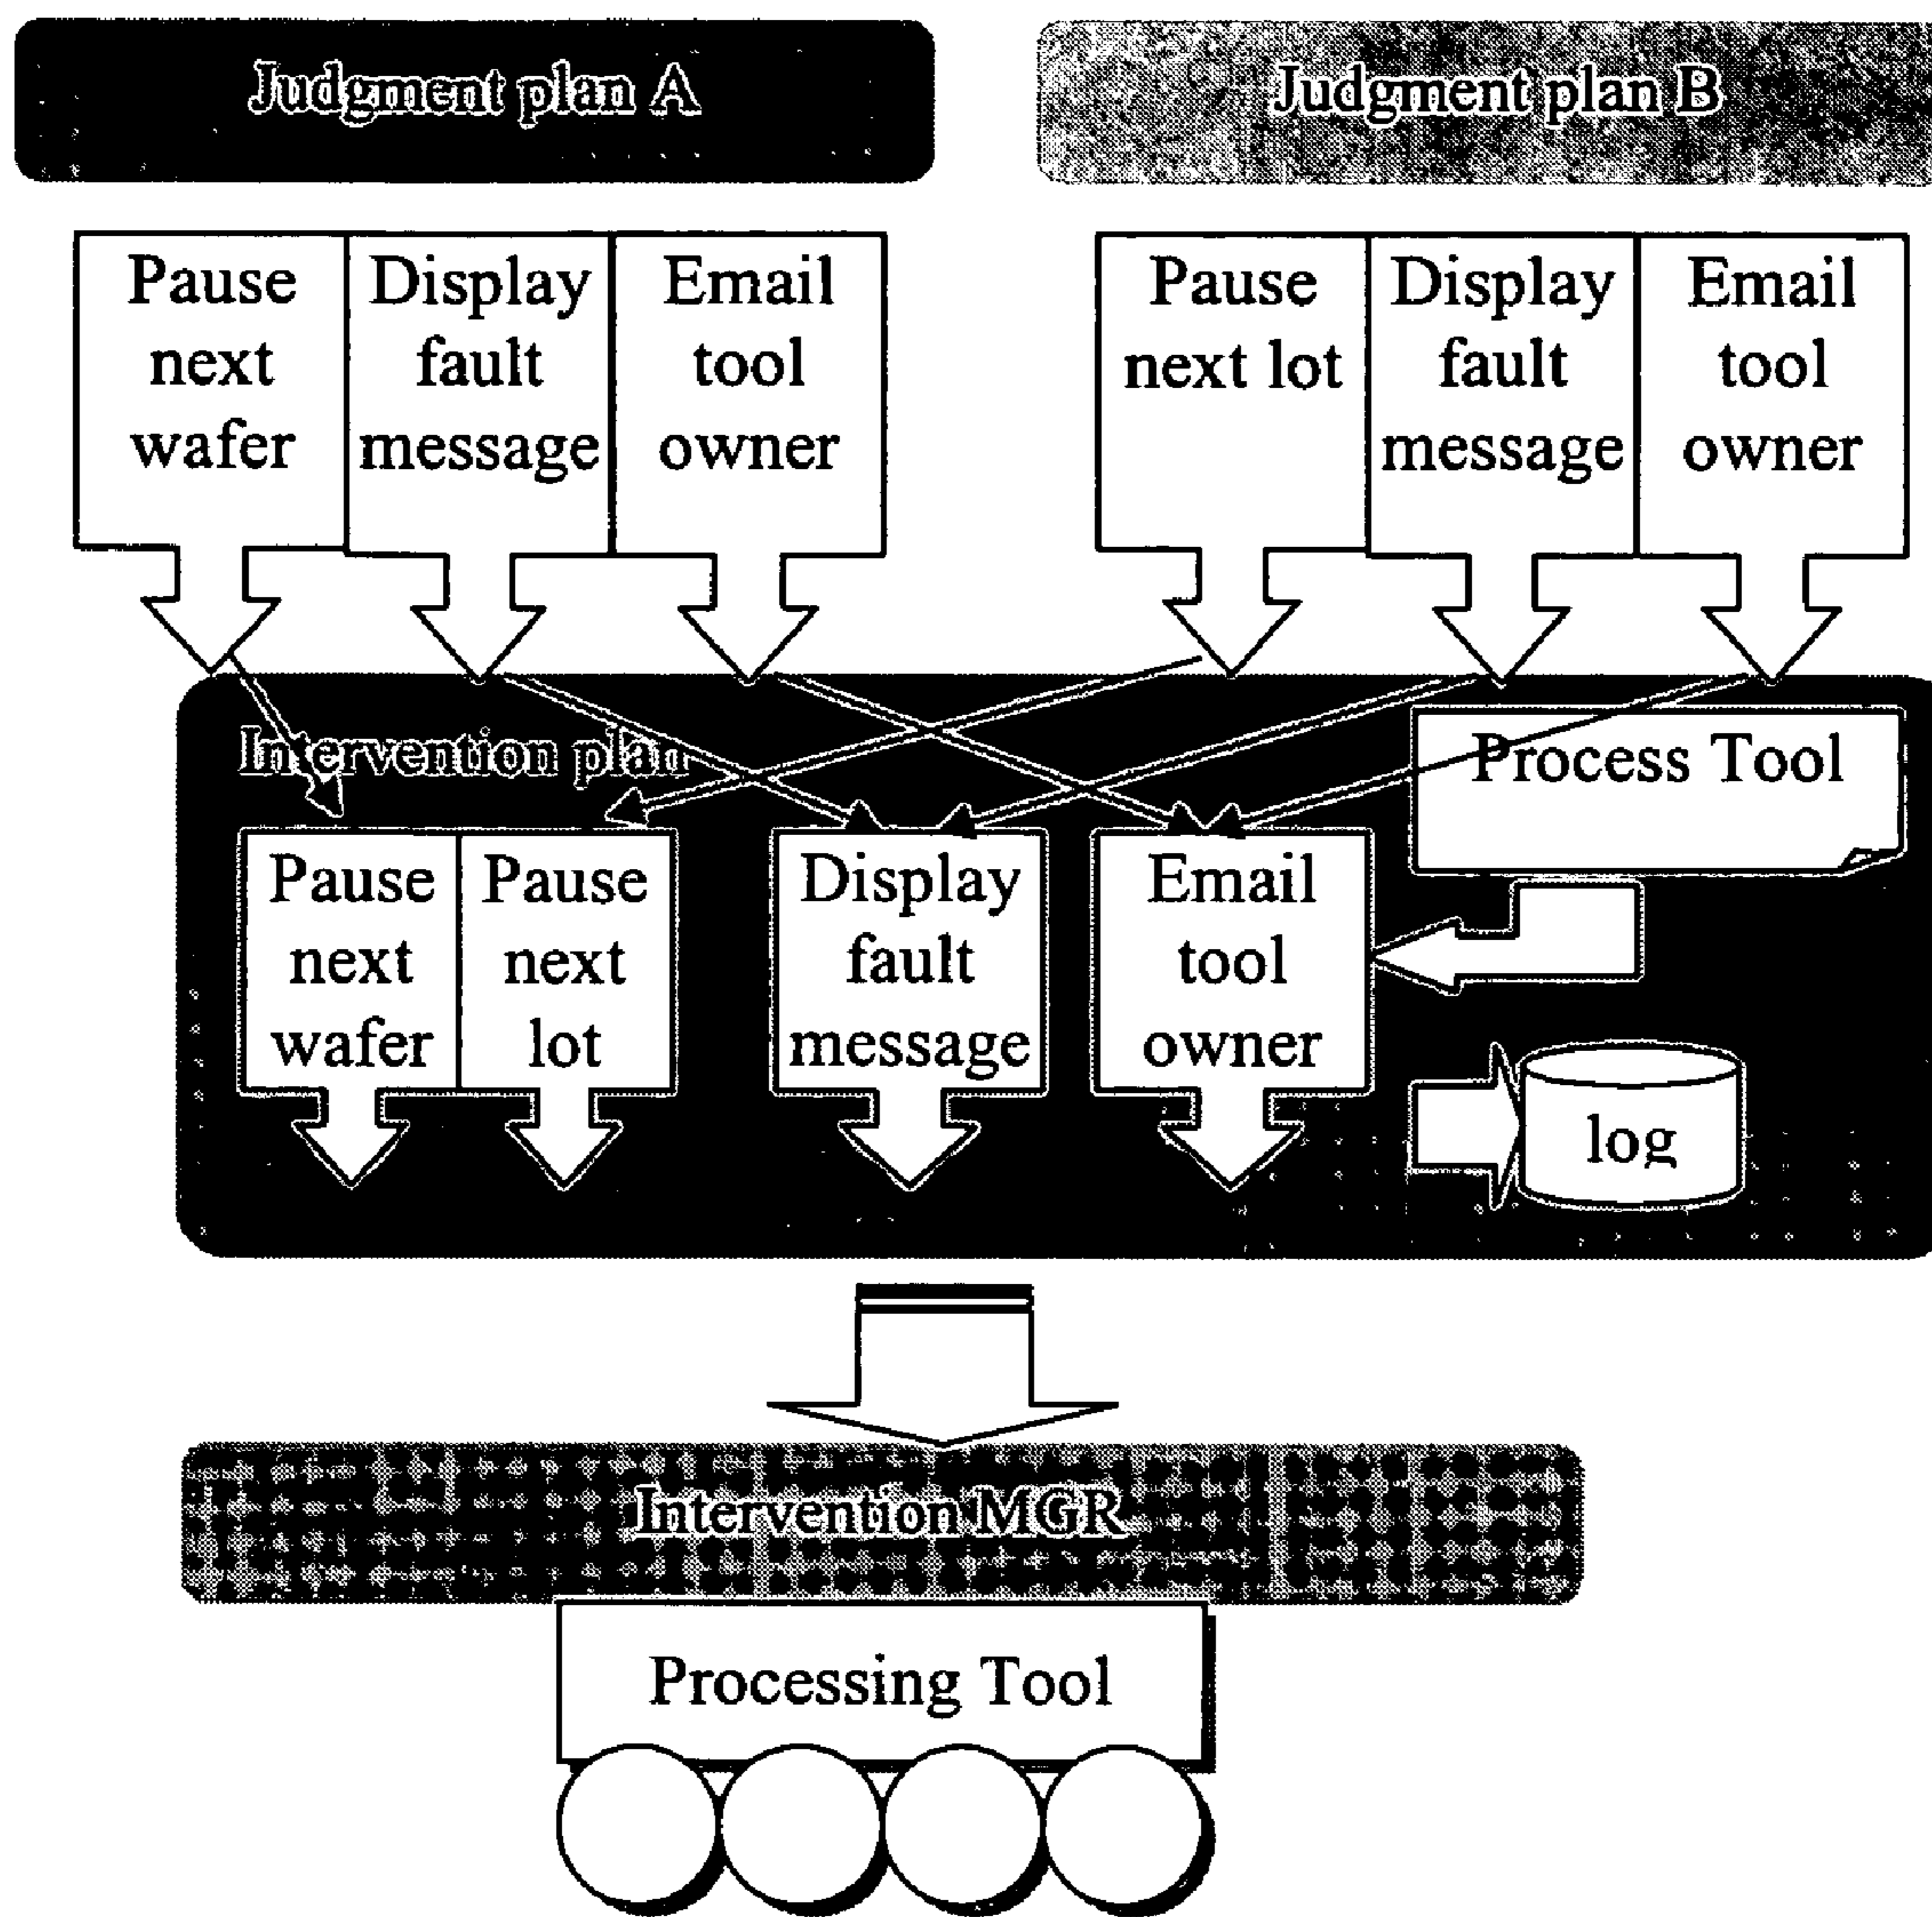 Judgment plan A
Judgment plan B
Pause
next
wafer
Display
fault
message
Email
tool
owner
Pause
next lot
Display
fault
message
Email
tool
owner
Intervention plan
Process Tool
Pause
next
wafer
Pause
next
lot
Display
fault
message
Email
tool
owner
log
Intervention MGR
Processing Tool